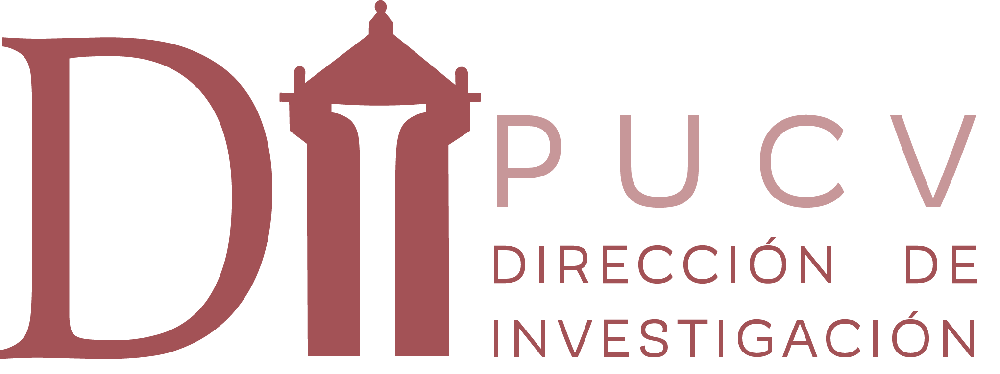 DII
PUCV
DIRECCIÓN DE
INVESTIGACIÓN